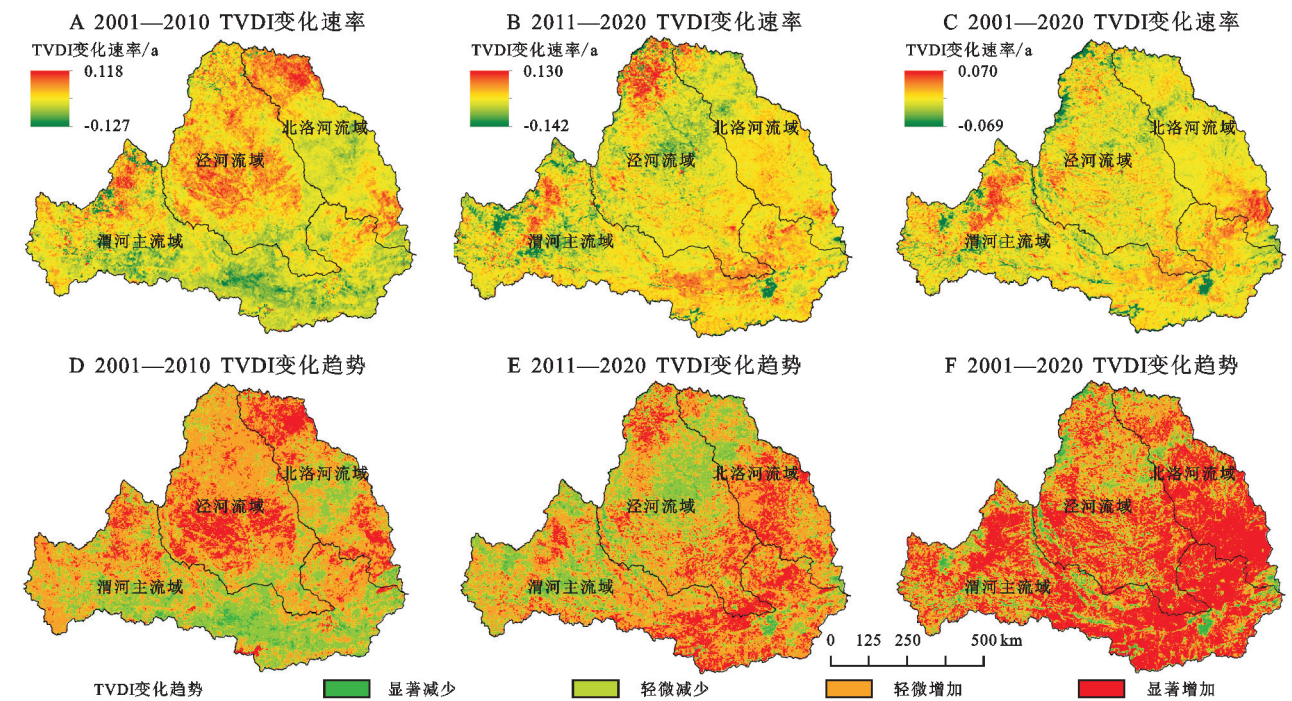 A 2001—2010 TVDI变化速率
B 2011—2020 TVDI变化速率
C 2001—2020 TVDI变化速率
TVDI变化速率/a
0.118
-0.127
北洛河流域
泾河流域
渭河主流域
TVDI变化速率/a
0.130
-0.142
北洛河流域
泾河流域
渭河主流域
TVDI变化速率/a
0.070
-0.069
北洛河流域
泾河流域
渭河主流域
D 2001—2010 TVDI变化趋势
E 2011—2020 TVDI变化趋势
F 2001—2020 TVDI变化趋势
北洛河流域
泾河流域
渭河主流域
北洛河流域
泾河流域
渭河主流域
北洛河流域
泾河流域
渭河主流域
0 125 250 500 km
TVDI变化趋势 显著减少 轻微减少 轻微增加 显著增加